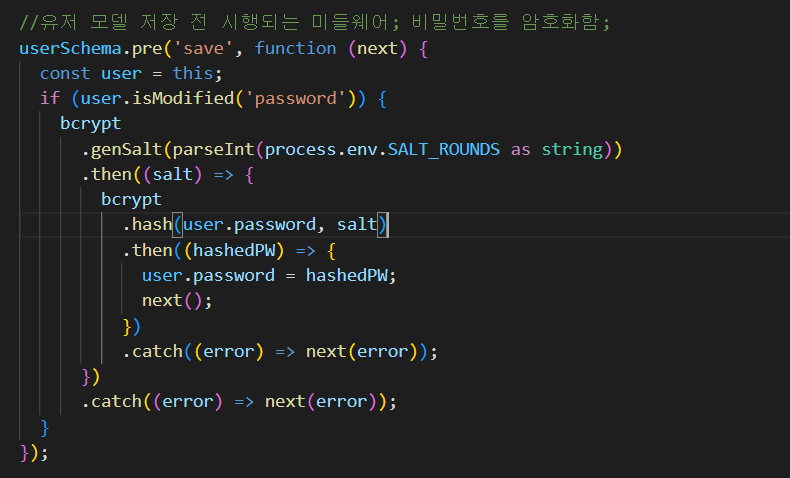 //유저 모델 저장 전 시행되는 미들웨어; 비밀번호를 암호화함;
userSchema.pre('save', function (next) {
  const user = this;
  if (user.isModified('password')) {
    bcrypt
      .genSalt(parseInt(process.env.SALT_ROUNDS as string))
      .then((salt) => {
        bcrypt
          .hash(user.password, salt)
          .then((hashedPW) => {
            user.password = hashedPW;
            next();
          })
          .catch((error) => next(error));
      })
      .catch((error) => next(error));
  }
});